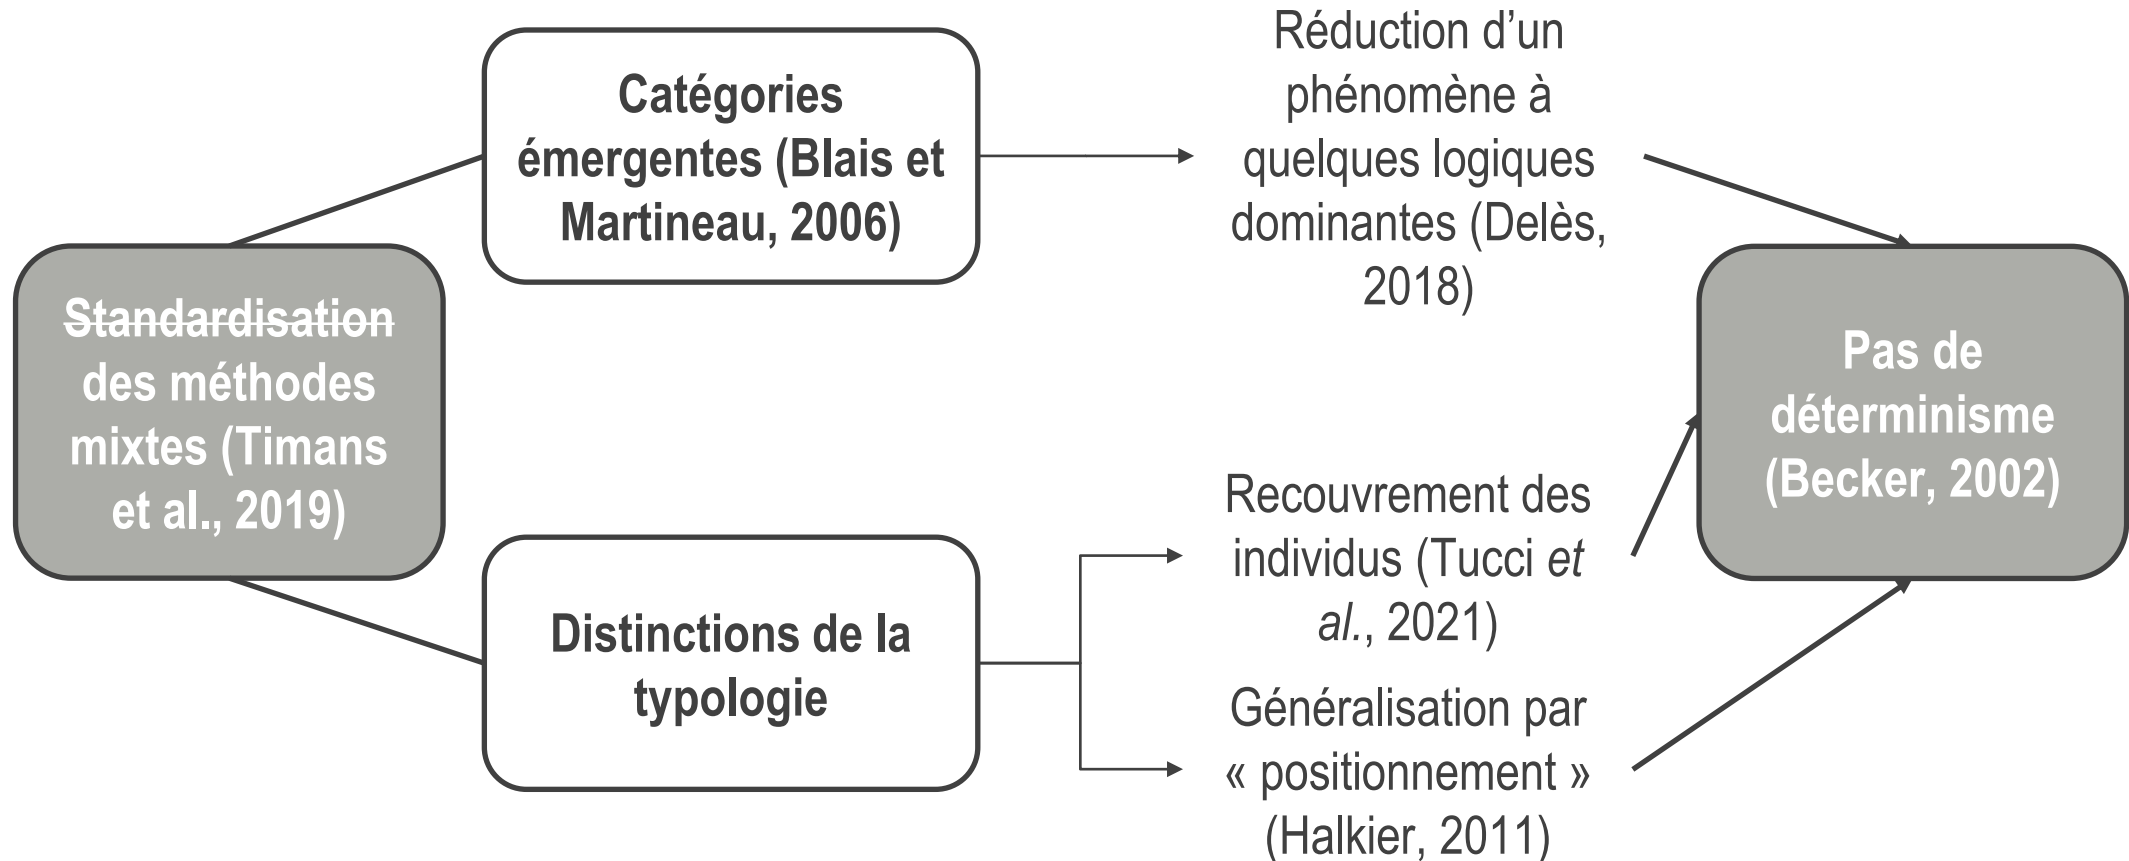 Standardisation
des méthodes
mixtes (Timans
et al., 2019)
Catégories
émergentes (Blais et
Martineau, 2006)
Réduction d’un
phénomène à
quelques logiques
dominantes (Delès,
2018)
Distinctions de la
typologie
Recouvrement des
individus (Tucci et
al., 2021)
Généralisation par
« positionnement »
(Halkier, 2011)
Pas de
déterminisme
(Becker, 2002)